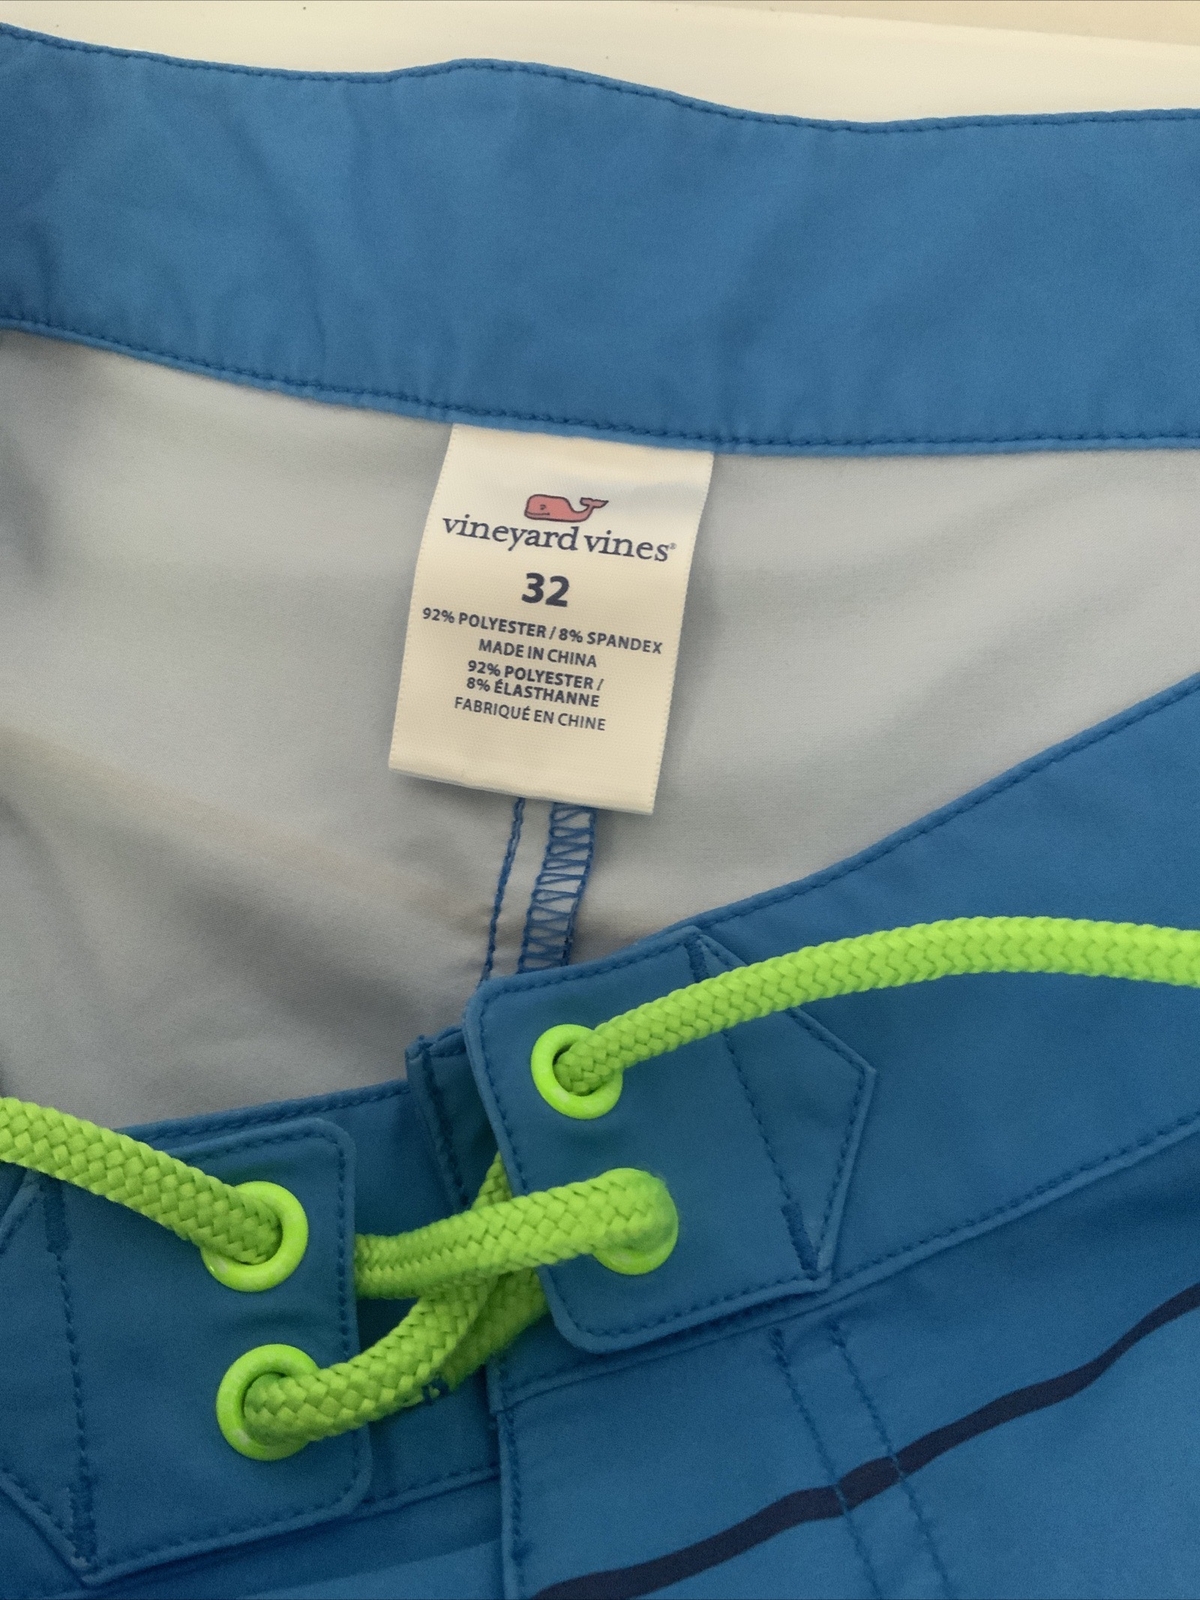 vineyard vines®
32
92% POLYESTER / 8% SPANDEX
MADE IN CHINA
92% POLYESTER /
8% ÉLASTHANNE
FABRIQUÉ EN CHINE